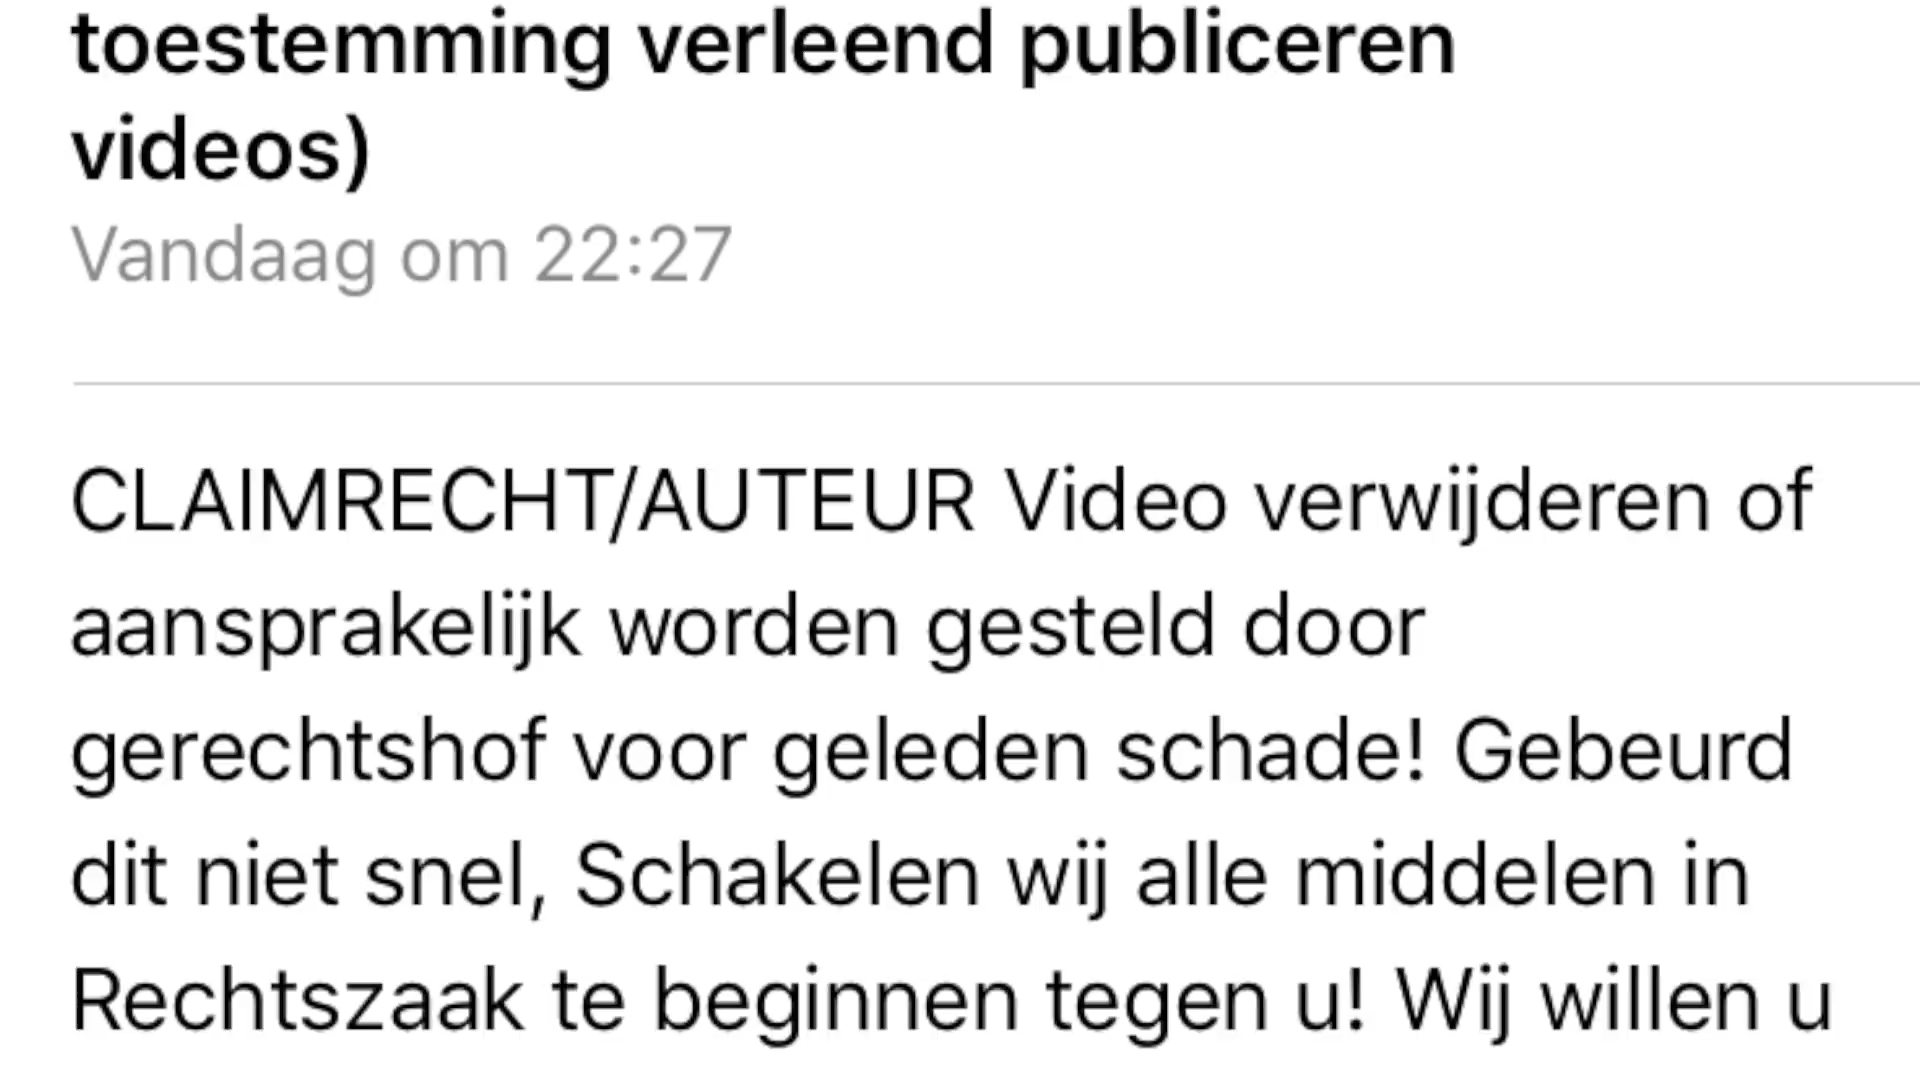 toestemming verleend publiceren
videos)
Vandaag om 22:27
CLAIMRECHT/AUTEUR Video verwijderen of
aansprakelijk worden gesteld door
gerechtshof voor geleden schade! Gebeurd
dit niet snel, Schakelen wij alle middelen in
Rechtszaak te beginnen tegen u! Wij willen u